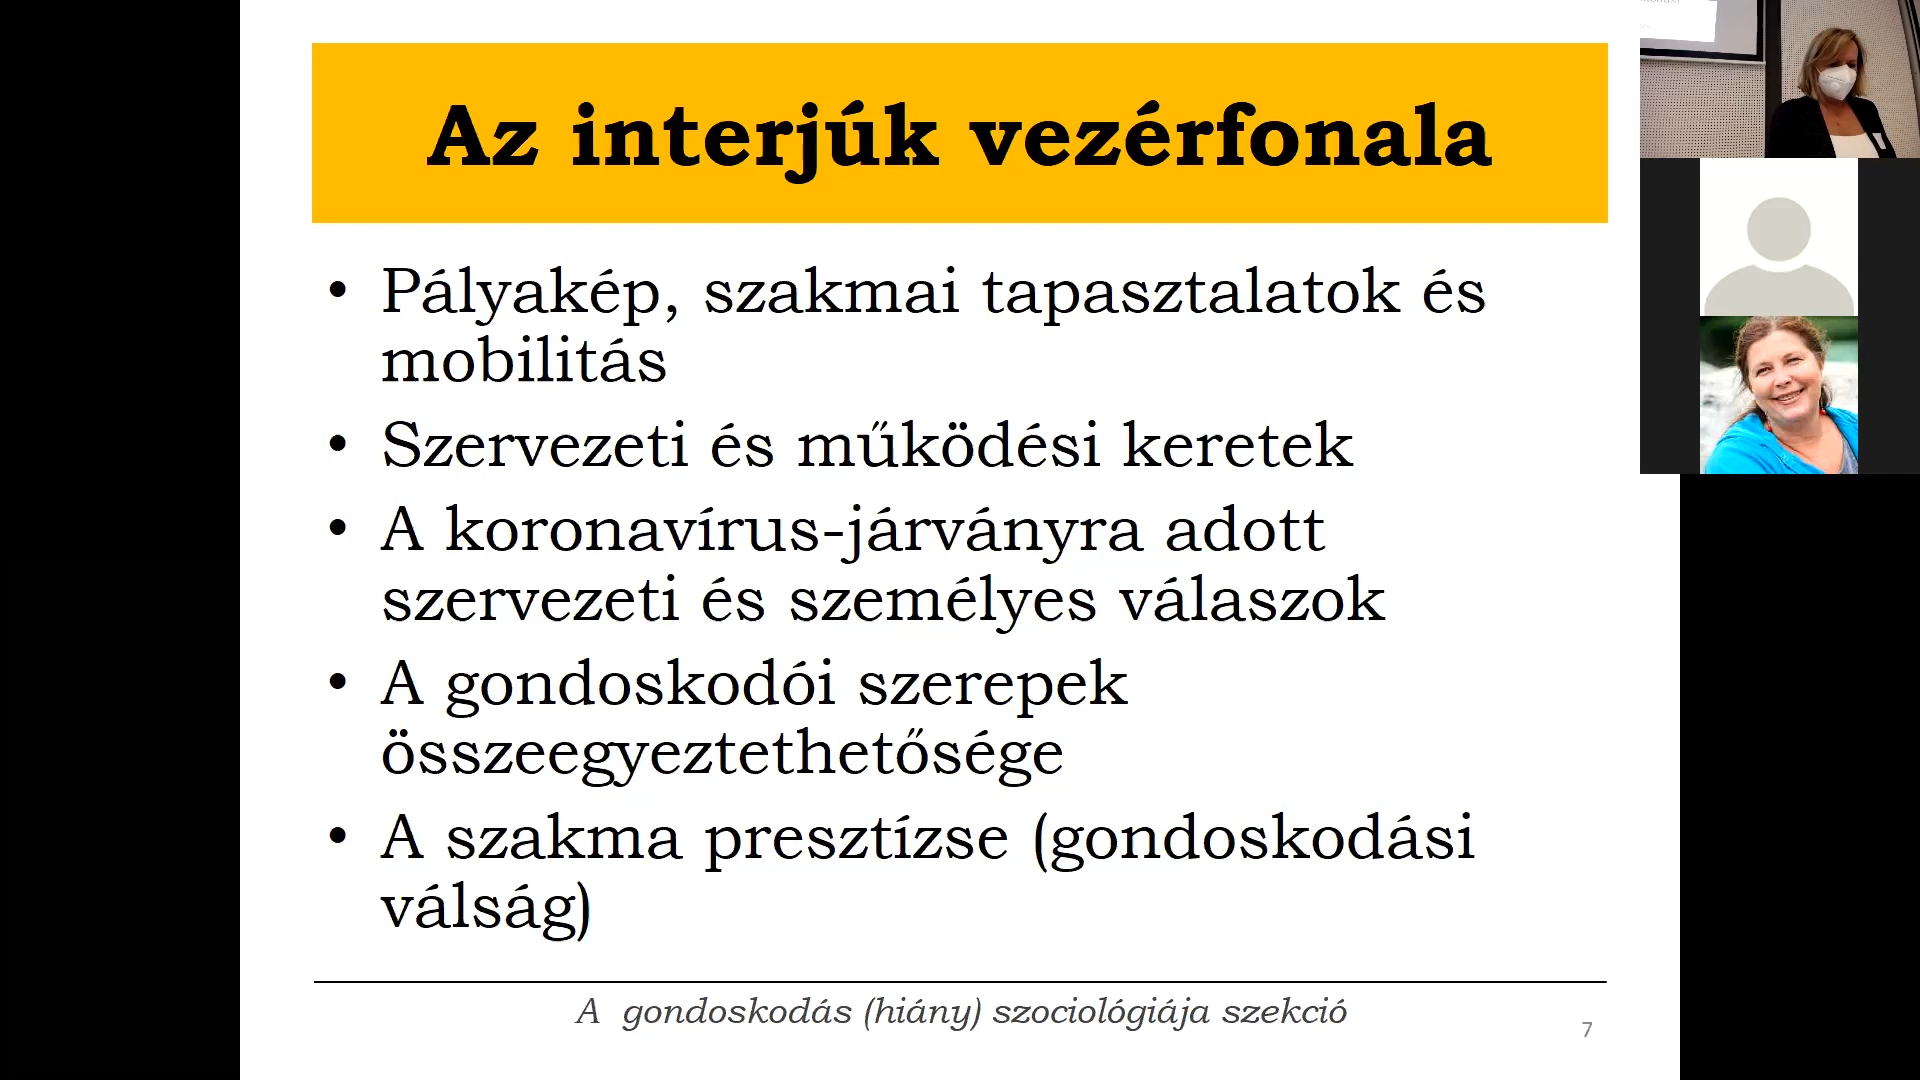 Az interjúk vezérfonala
• Pályakép, szakmai tapasztalatok és
mobilitás
• Szervezeti és működési keretek
• A koronavírus-járványra adott
szervezeti és személyes válaszok
• A gondoskodói szerepek
összeegyeztethetősége
• A szakma presztízse (gondoskodási
válság)
A gondoskodás (hiány) szociológiája szekció
7